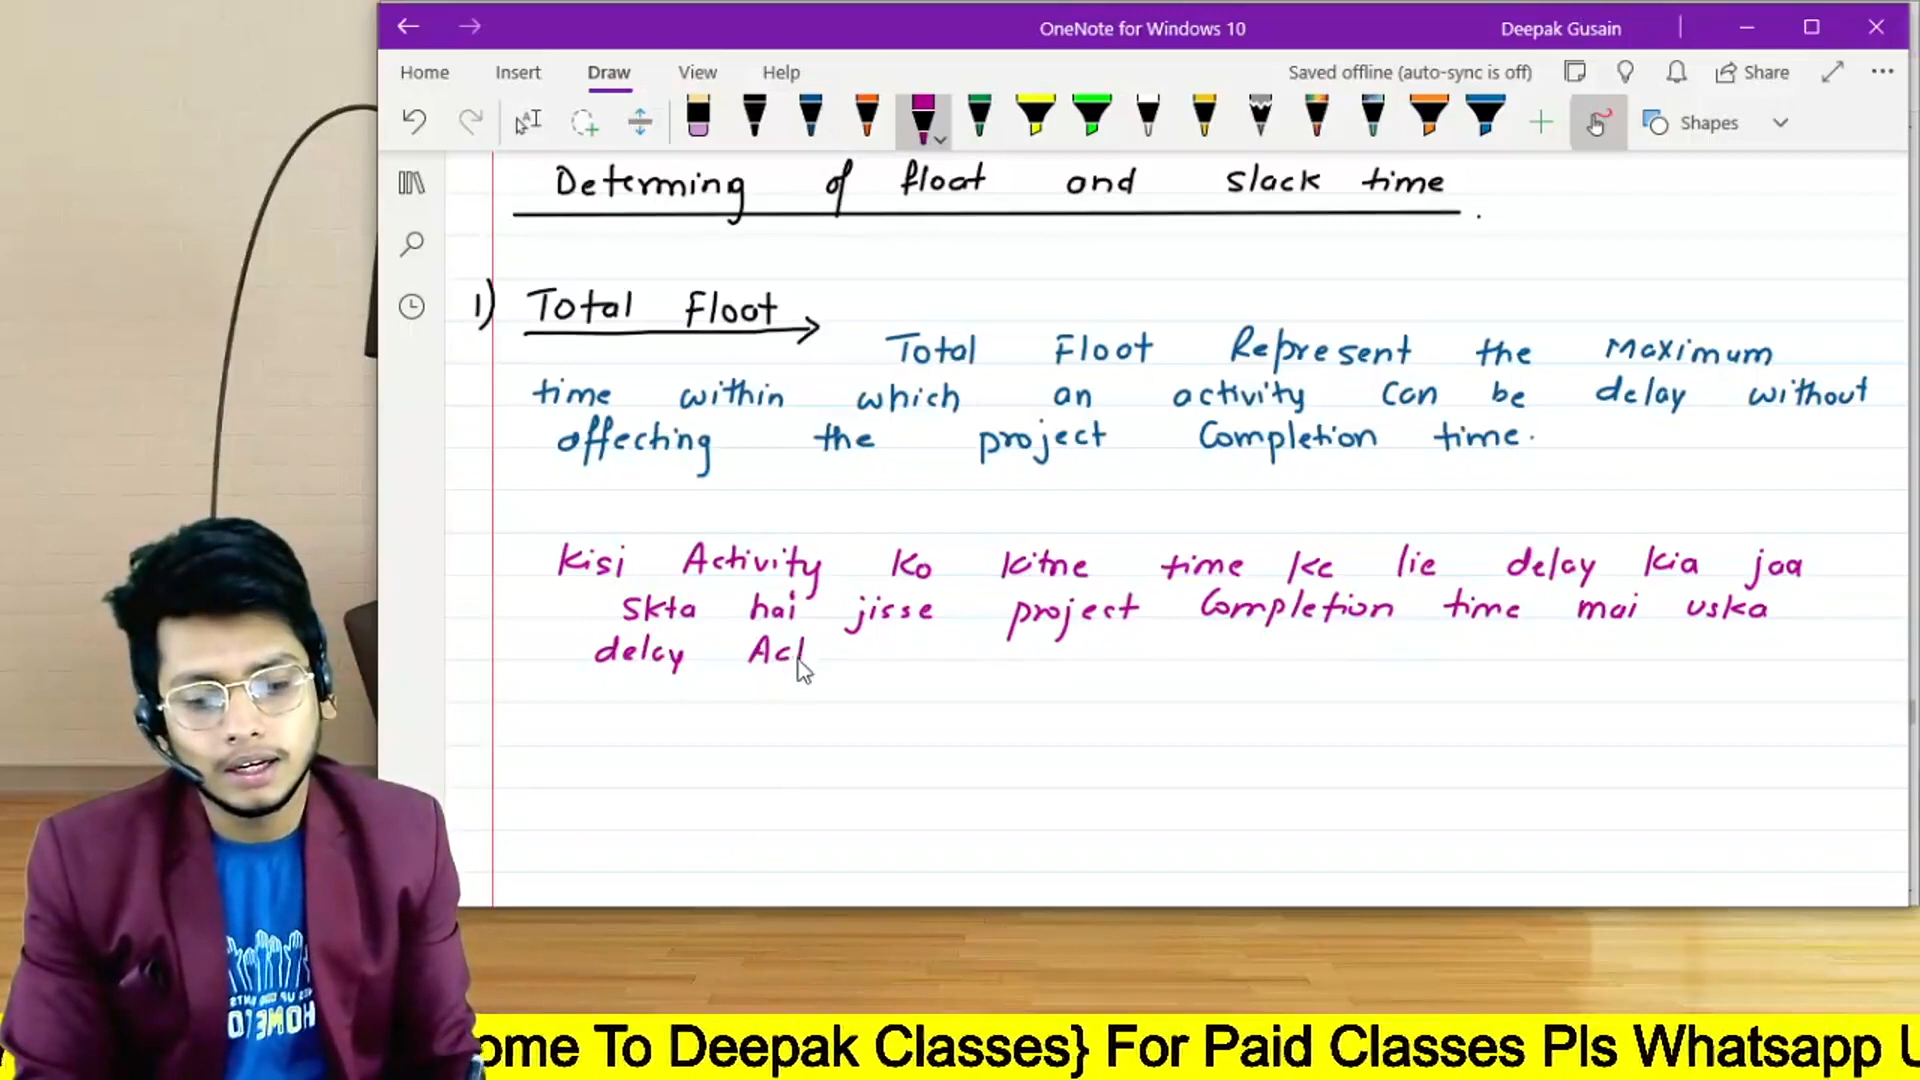 OneNote for Windows 10
Deepak Gusain
Home Insert Draw View Help
Saved offline (auto-sync is off)
Share
Shapes
Determing of float and slack time.
1) Total Float
Total Float Represent the Maximum
time within which an activity can be delay without
affecting the project Completion time.
Kisi Activity Ko Kitne time ke lie delay kia jaa
Skta hai jisse project Completion time mai uska
delay Act
HOMETO
ome To Deepak Classes} For Paid Classes Pls Whatsapp U